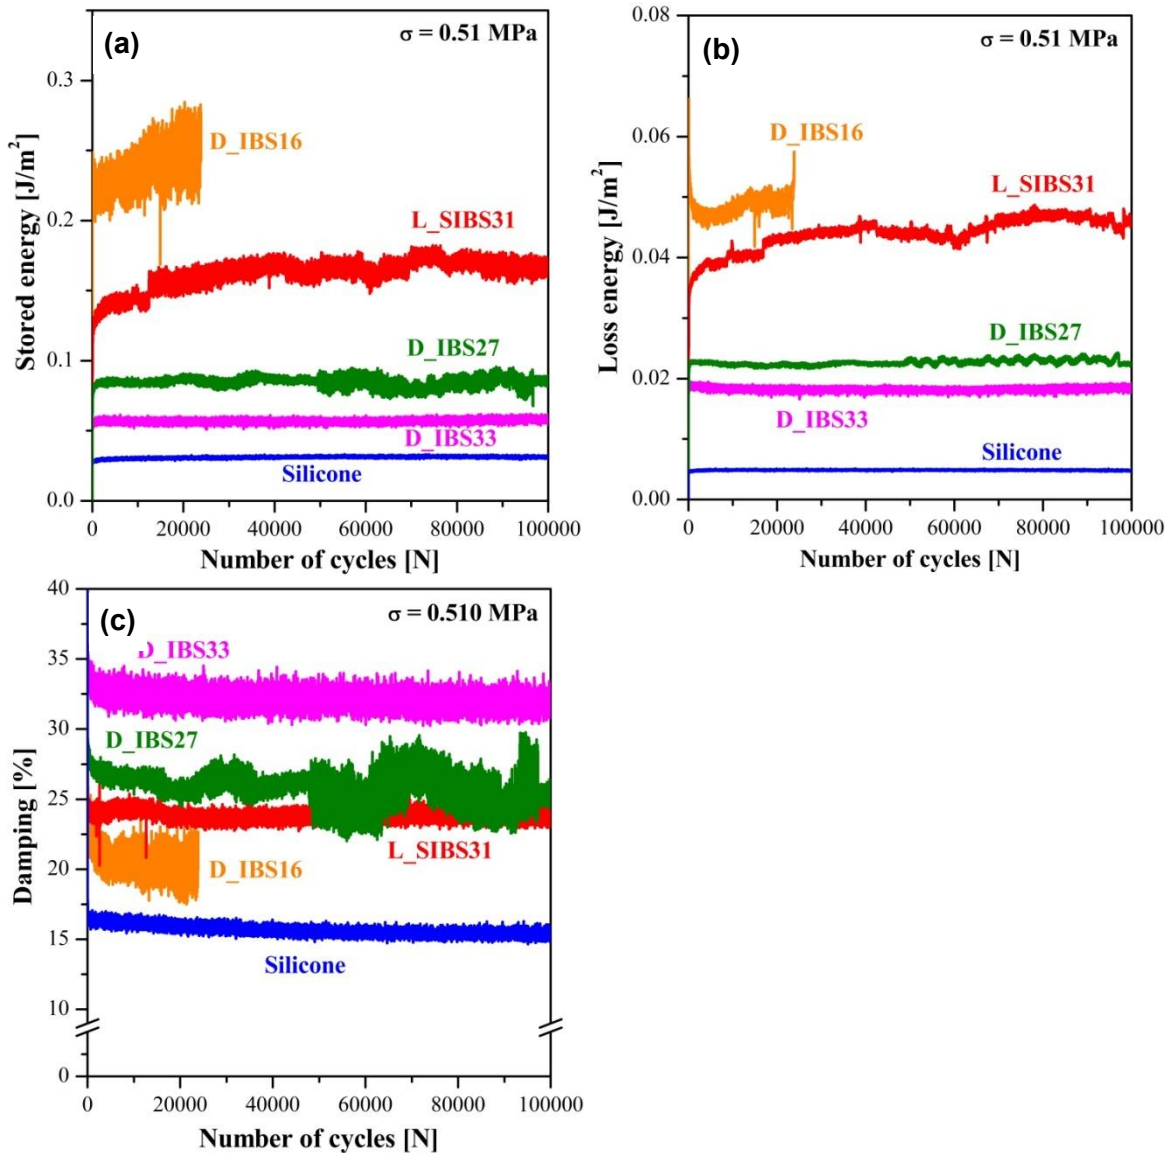 (a)
σ = 0.51 MPa
0.3
0.2
0.1
0.0
Stored energy [J/m²]
D_IBS16
L_SIBS31
D_IBS27
D_IBS33
Silicone
0 20000 40000 60000 80000 100000
Number of cycles [N]
(b)
σ = 0.51 MPa
0.08
0.06
0.04
0.02
0.00
Loss energy [J/m²]
D_IBS16
L_SIBS31
D_IBS27
D_IBS33
Silicone
0 20000 40000 60000 80000 100000
Number of cycles [N]
(c)
σ = 0.510 MPa
40
35
30
25
20
15
10
0
Damping [%]
D_IBS33
D_IBS27
L_SIBS31
D_IBS16
Silicone
0 20000 40000 60000 80000 100000
Number of cycles [N]